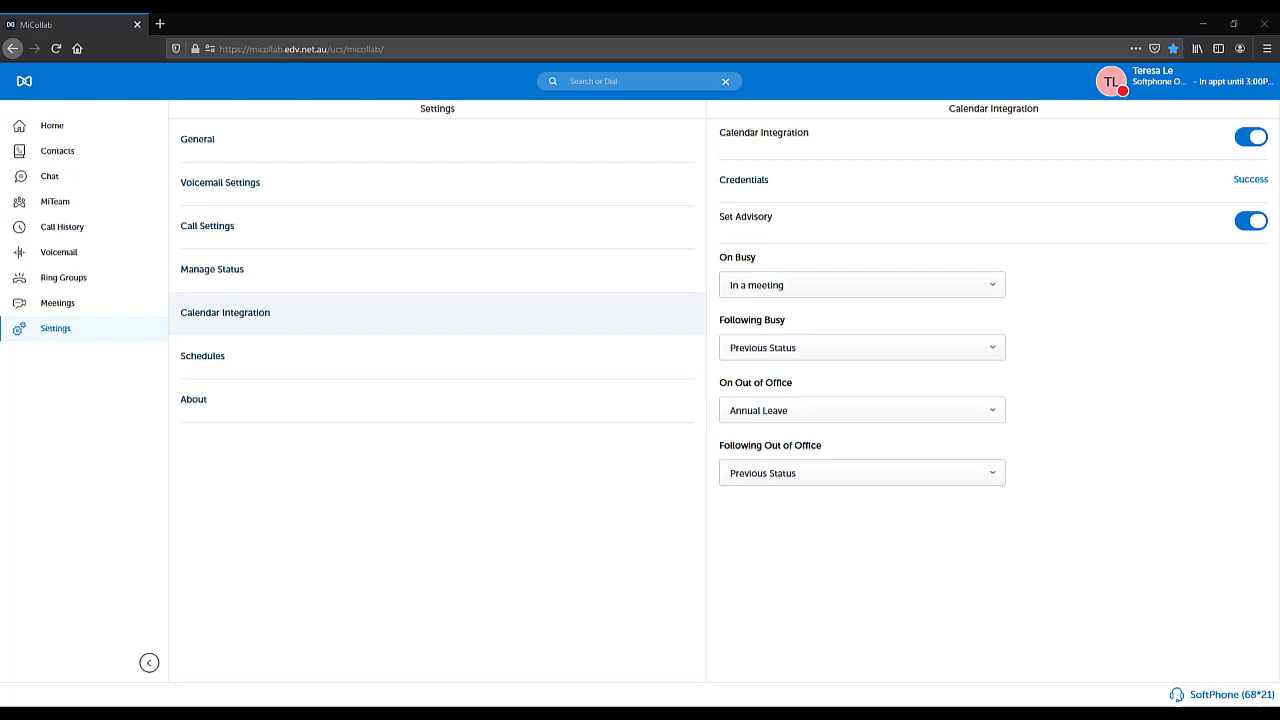 MiCollab
https://micollab.edv.net.au/ucs/micollab/
Search or Dial
TL
Teresa Le
Softphone O... - In appt until 3:00P...
Home
Contacts
Chat
MiTeam
Call History
Voicemail
Ring Groups
Meetings
Settings
Settings
General
Voicemail Settings
Call Settings
Manage Status
Calendar Integration
Schedules
About
Calendar Integration
Calendar Integration
Credentials Success
Set Advisory
On Busy
In a meeting
Following Busy
Previous Status
On Out of Office
Annual Leave
Following Out of Office
Previous Status
SoftPhone (68*21)